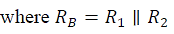 where R_B = R_1 ∥ R_2